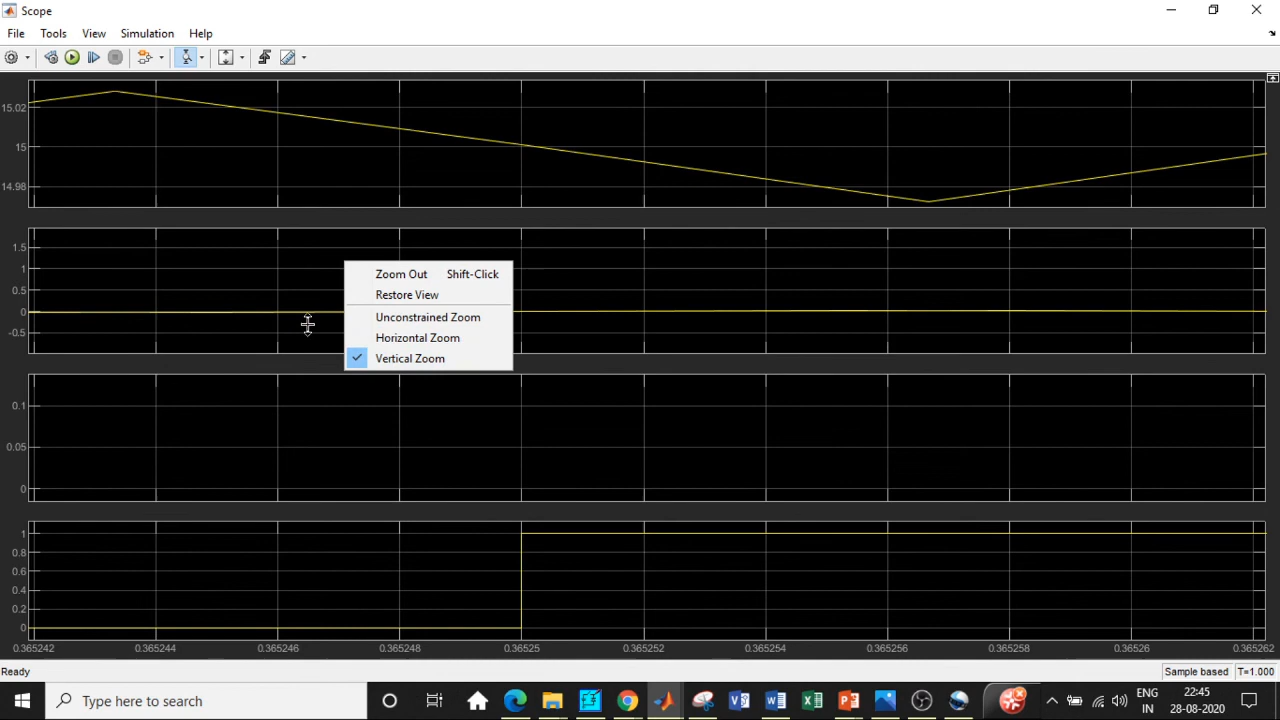 Scope
File Tools View Simulation Help
15.02
15
14.98
1.5
1
0.5
0
-0.5
Zoom Out Shift-Click
Restore View
Unconstrained Zoom
Horizontal Zoom
Vertical Zoom
0.1
0.05
0
1
0.8
0.6
0.4
0.2
0
0.365242 0.365244 0.365246 0.365248 0.36525 0.365252 0.365254 0.365256 0.365258 0.36526 0.365262
Ready Sample based T=1.000
Type here to search
ENG
IN
22:45
28-08-2020